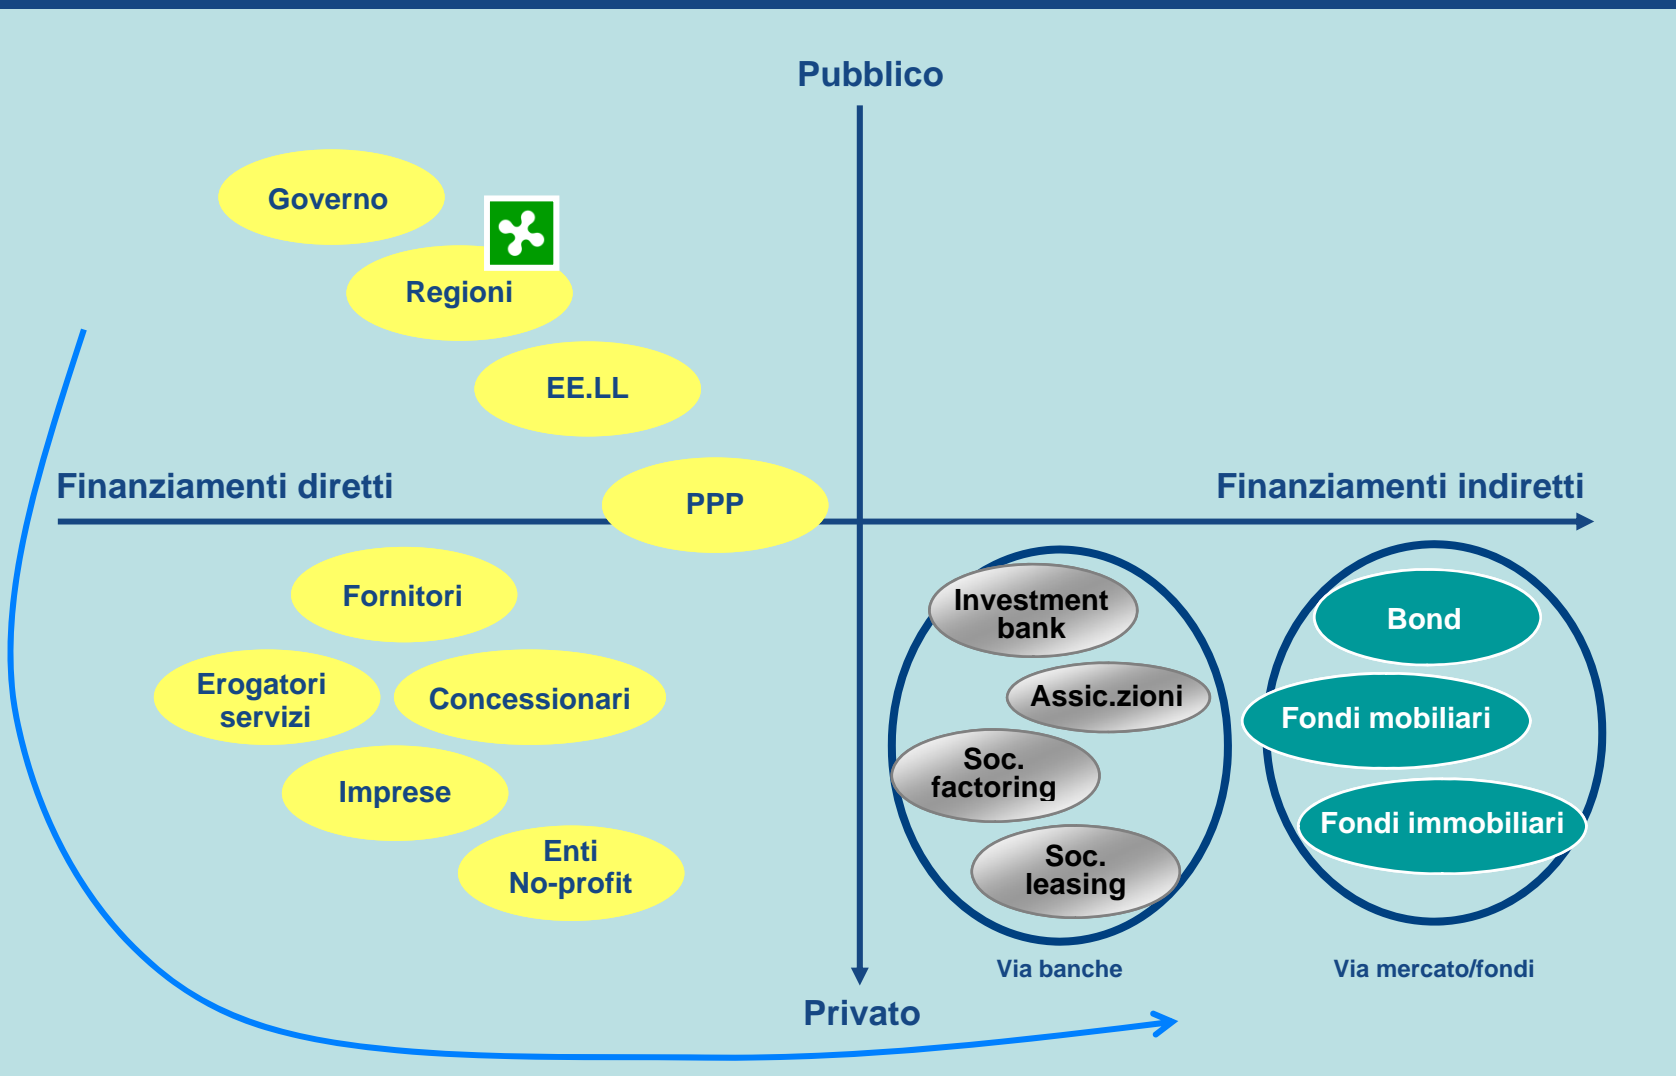 Pubblico
Governo
Regioni
EE.LL
Finanziamenti diretti
PPP
Finanziamenti indiretti
Fornitori
Erogatori
servizi
Concessionari
Imprese
Enti
No-profit
Investment
bank
Assic.zioni
Soc.
factoring
Soc.
leasing
Via banche
Bond
Fondi mobiliari
Fondi immobiliari
Via mercato/fondi
Privato